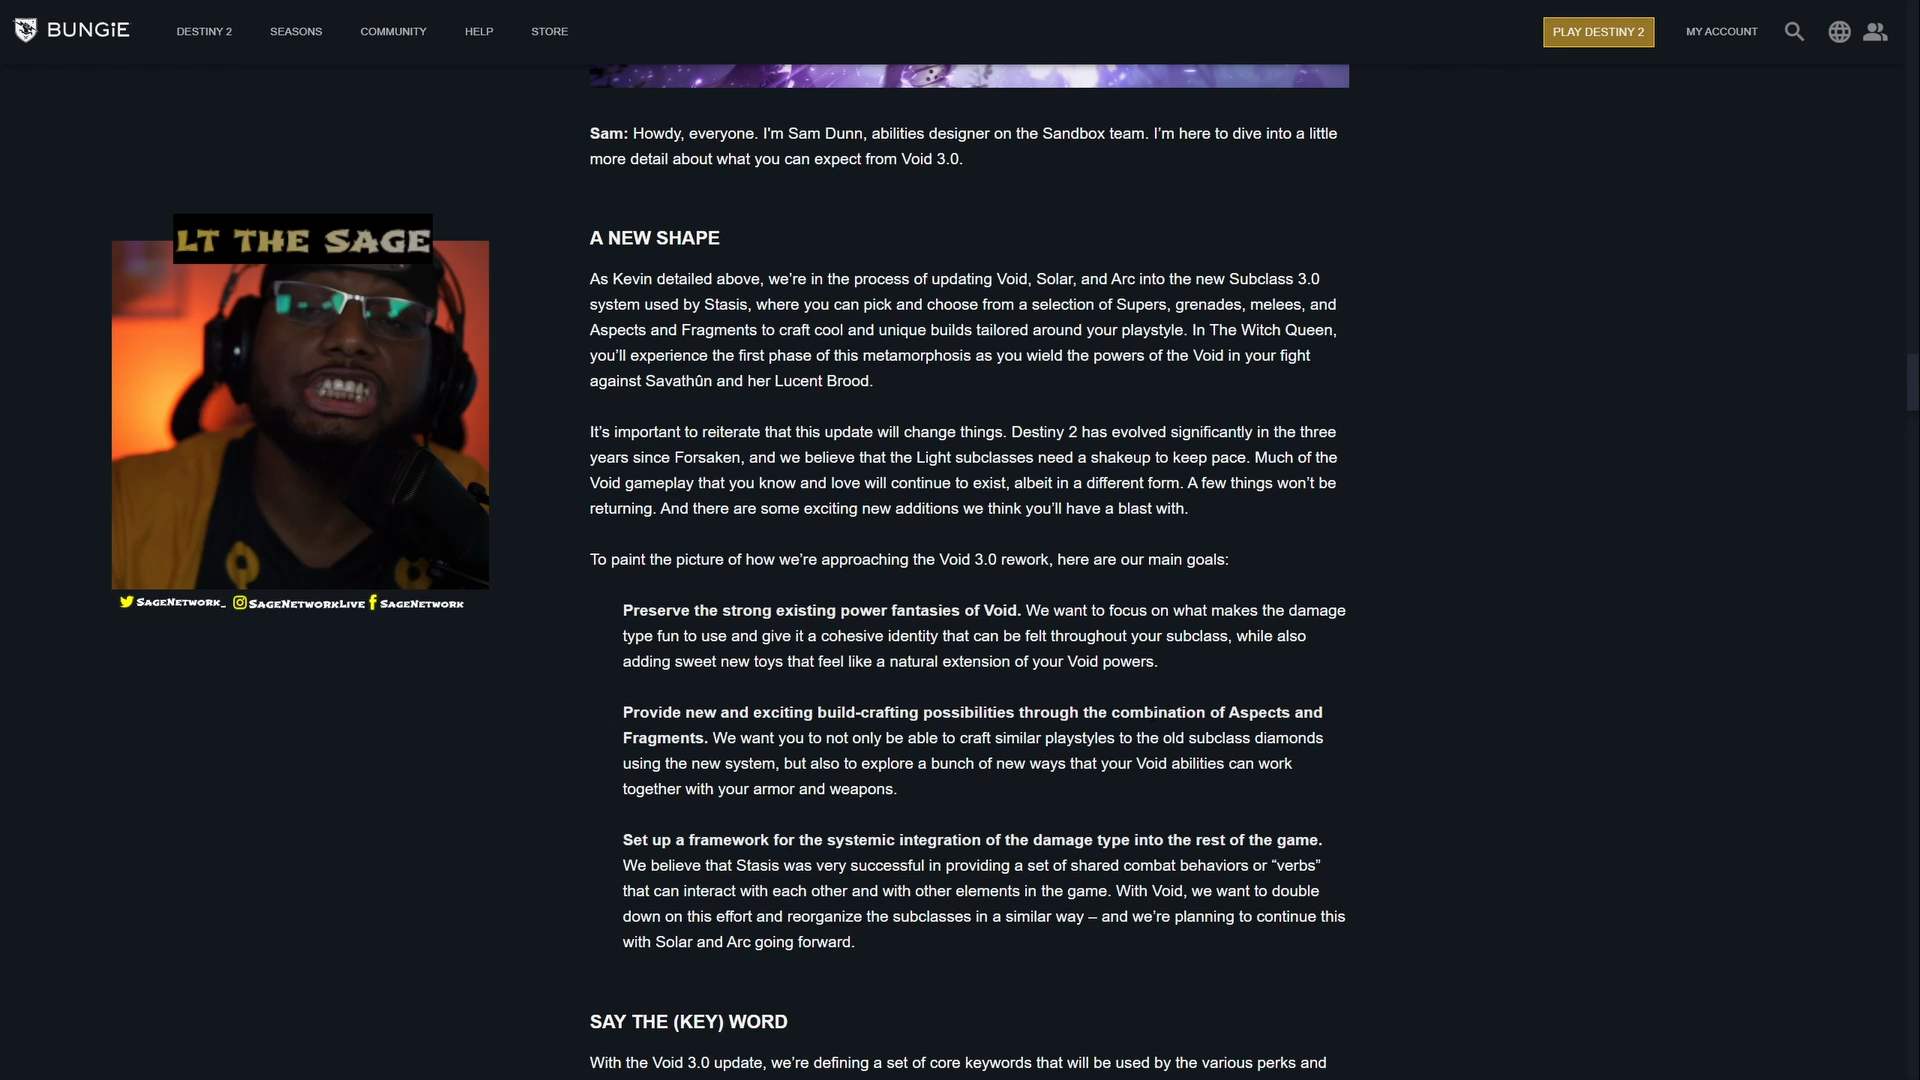 BUNGiE
DESTINY 2
SEASONS
COMMUNITY
HELP
STORE
PLAY DESTINY 2
MY ACCOUNT
Sam: Howdy, everyone. I'm Sam Dunn, abilities designer on the Sandbox team. I'm here to dive into a little
more detail about what you can expect from Void 3.0.
LT THE SAGE
SAGENETWORK_ SAGENETWORKLIVE SAGENETWORK
A NEW SHAPE
As Kevin detailed above, we're in the process of updating Void, Solar, and Arc into the new Subclass 3.0
system used by Stasis, where you can pick and choose from a selection of Supers, grenades, melees, and
Aspects and Fragments to craft cool and unique builds tailored around your playstyle. In The Witch Queen,
you'll experience the first phase of this metamorphosis as you wield the powers of the Void in your fight
against Savathûn and her Lucent Brood.
It's important to reiterate that this update will change things. Destiny 2 has evolved significantly in the three
years since Forsaken, and we believe that the Light subclasses need a shakeup to keep pace. Much of the
Void gameplay that you know and love will continue to exist, albeit in a different form. A few things won't be
returning. And there are some exciting new additions we think you'll have a blast with.
To paint the picture of how we're approaching the Void 3.0 rework, here are our main goals:
Preserve the strong existing power fantasies of Void. We want to focus on what makes the damage
type fun to use and give it a cohesive identity that can be felt throughout your subclass, while also
adding sweet new toys that feel like a natural extension of your Void powers.
Provide new and exciting build-crafting possibilities through the combination of Aspects and
Fragments. We want you to not only be able to craft similar playstyles to the old subclass diamonds
using the new system, but also to explore a bunch of new ways that your Void abilities can work
together with your armor and weapons.
Set up a framework for the systemic integration of the damage type into the rest of the game.
We believe that Stasis was very successful in providing a set of shared combat behaviors or “verbs”
that can interact with each other and with other elements in the game. With Void, we want to double
down on this effort and reorganize the subclasses in a similar way – and we're planning to continue this
with Solar and Arc going forward.
SAY THE (KEY) WORD
With the Void 3.0 update, we're defining a set of core keywords that will be used by the various perks and